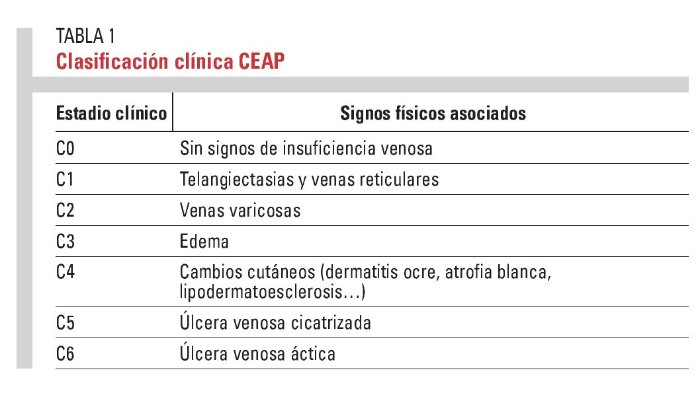 TABLA 1
Clasificación clínica CEAP
Estadio clínico Signos físicos asociados
C0 Sin signos de insuficiencia venosa
C1 Telangiectasias y venas reticulares
C2 Venas varicosas
C3 Edema
C4 Cambios cutáneos (dermatitis ocre, atrofia blanca,
lipodermatoesclerosis…)
C5 Úlcera venosa cicatrizada
C6 Úlcera venosa áctica